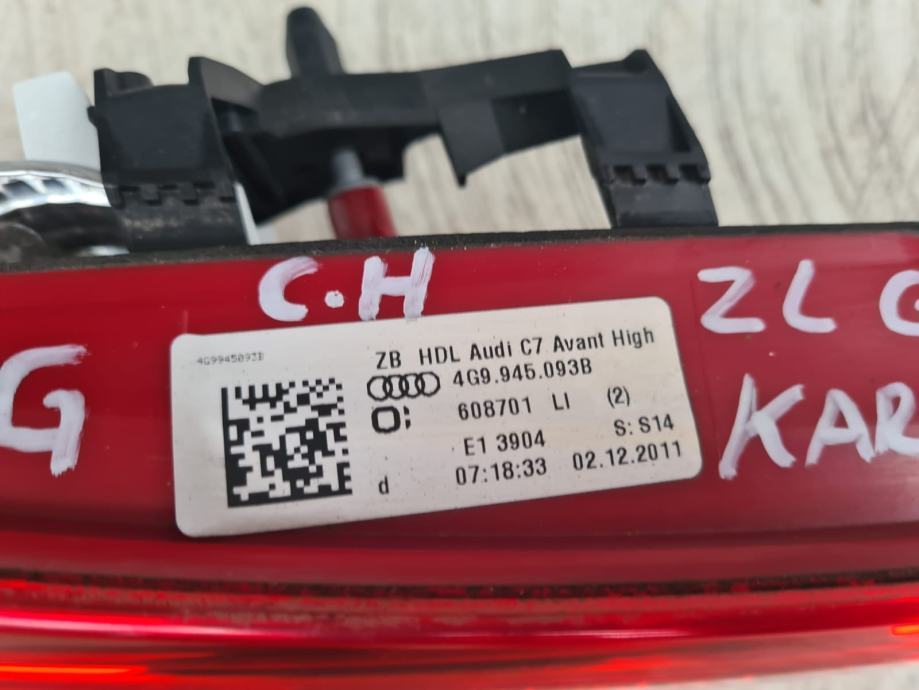 C.H
ZL
G
KAR
4G9945093B
ZB HDL Audi C7 Avant High
4G9.945.093B
608701 LI (2)
E1 3904 S: S14
d 07:18:33 02.12.2011